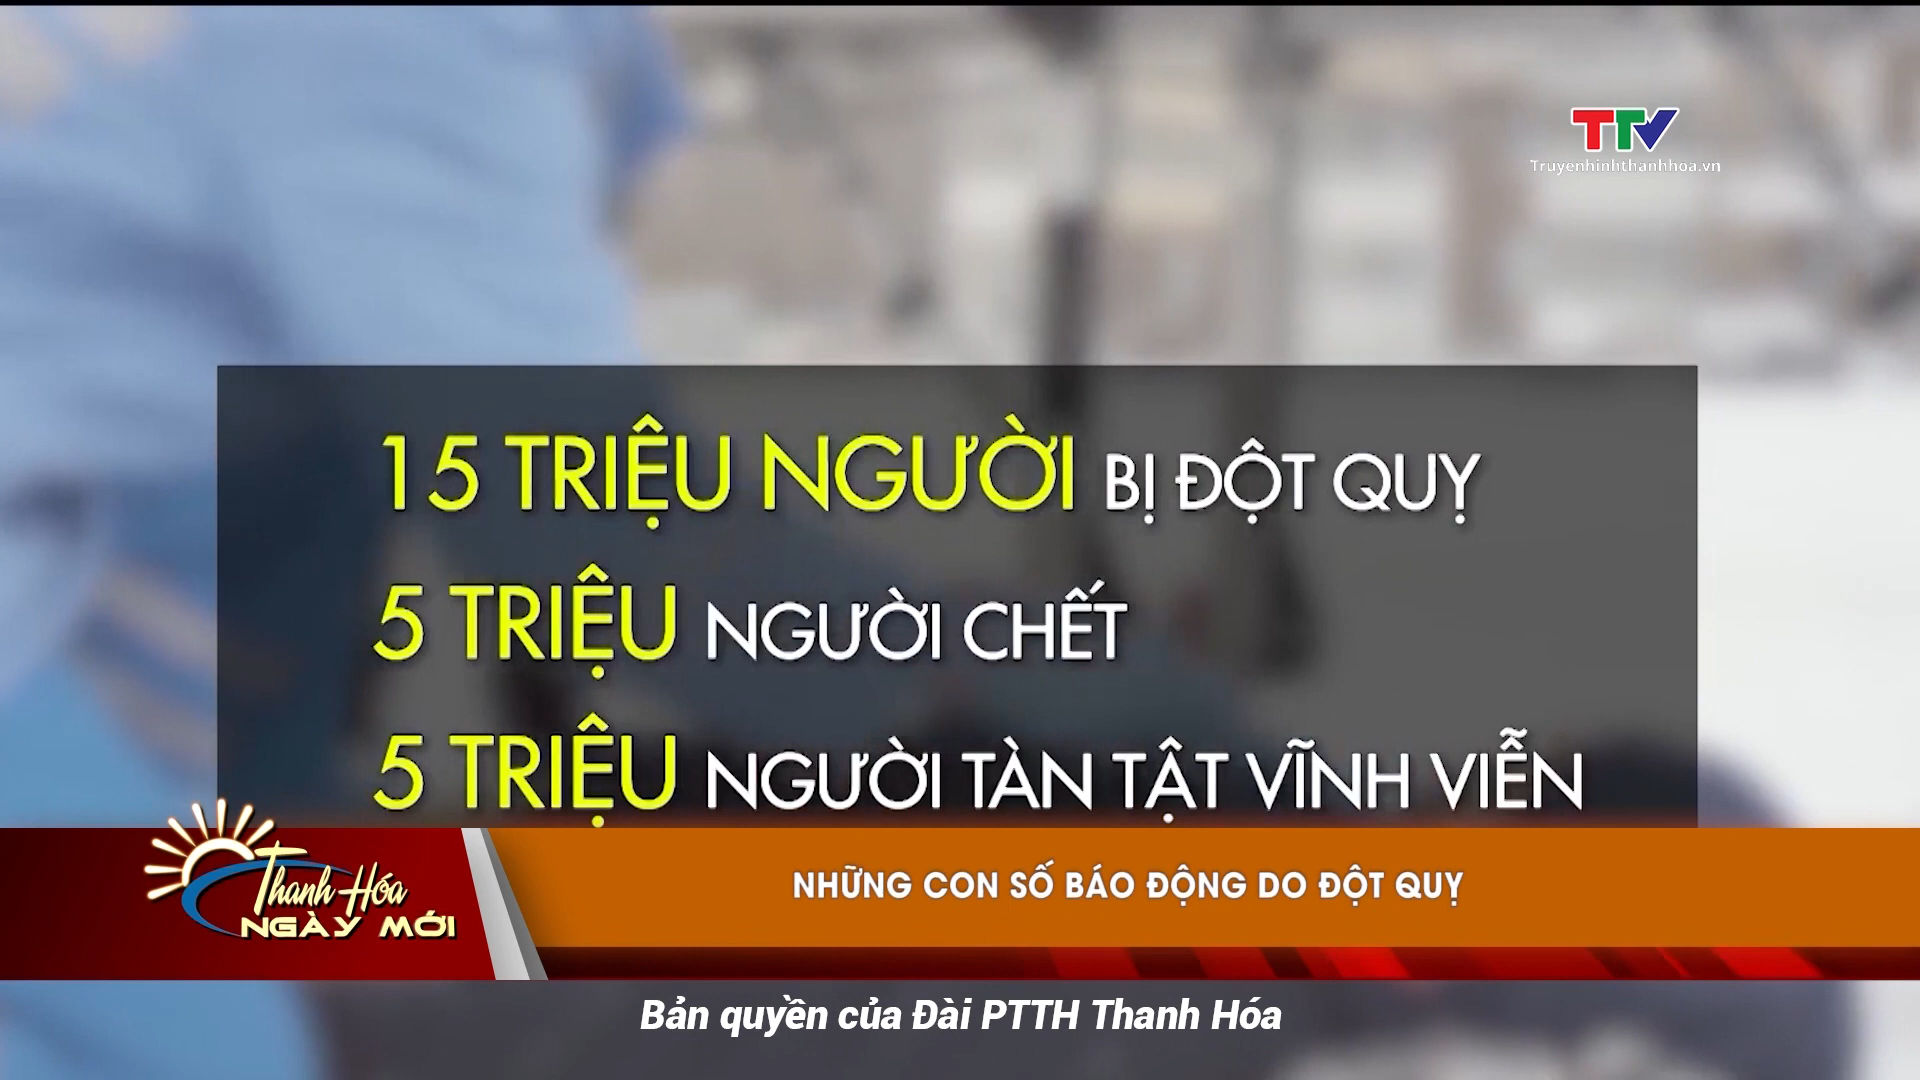 TTV
Truyenhinhthanhhoa.vn
15 TRIỆU NGƯỜI BỊ ĐỘT QUỴ
5 TRIỆU NGƯỜI CHẾT
5 TRIỆU NGƯỜI TÀN TẬT VĨNH VIỄN
Thanh Hóa
NGÀY MỚI
NHỮNG CON SỐ BÁO ĐỘNG DO ĐỘT QUỴ
Bản quyền của Đài PTTH Thanh Hóa